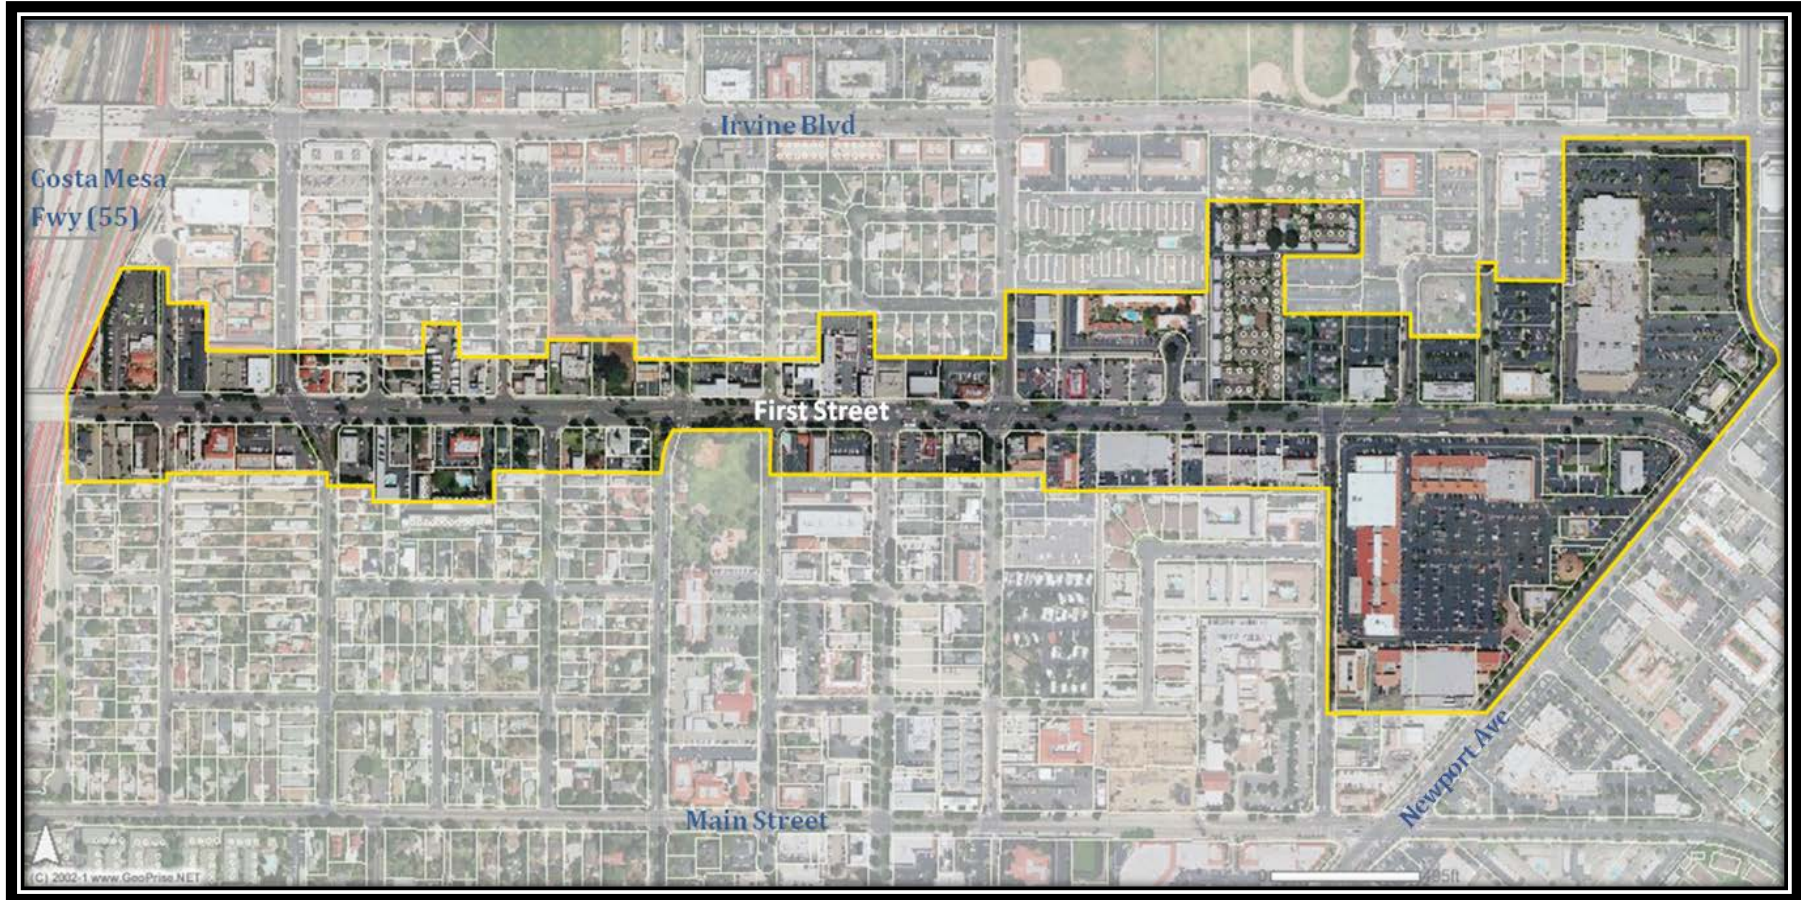 Irvine Blvd
Costa Mesa
Fwy (55)
First Street
Newport Ave
Main Street
(C) 2002-1 www.GeoPrise.NET